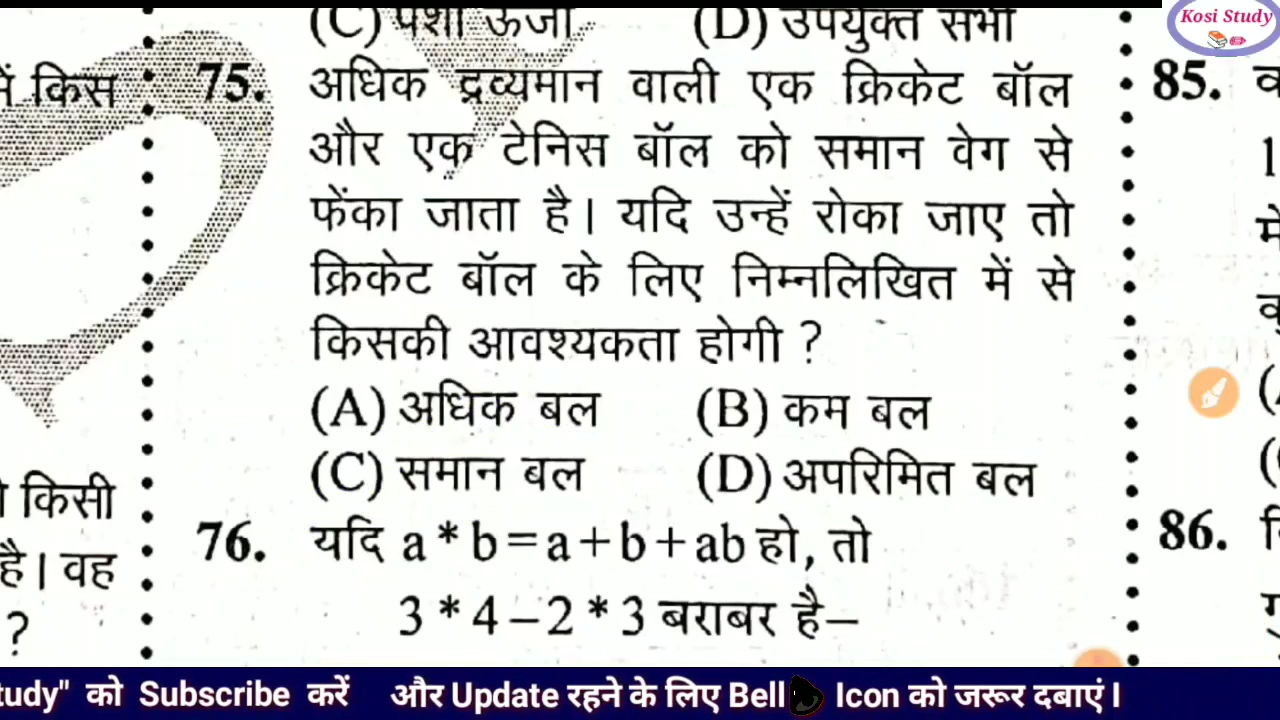 (C) पेशी ऊर्जा (D) उपर्युक्त सभी
Kosi Study
में किस
75. अधिक द्रव्यमान वाली एक क्रिकेट बॉल
और एक टेनिस बॉल को समान वेग से
फेंका जाता है। यदि उन्हें रोका जाए तो
क्रिकेट बॉल के लिए निम्नलिखित में से
किसकी आवश्यकता होगी ?
(A) अधिक बल (B) कम बल
(C) समान बल (D) अपरिमित बल
किसी
है। वह
?
76. यदि a * b = a + b + ab हो, तो
3 * 4 – 2 * 3 बराबर है–
85.
1
में
86.
tudy" को Subscribe करें और Update रहने के लिए Bell Icon को जरूर दबाएं I